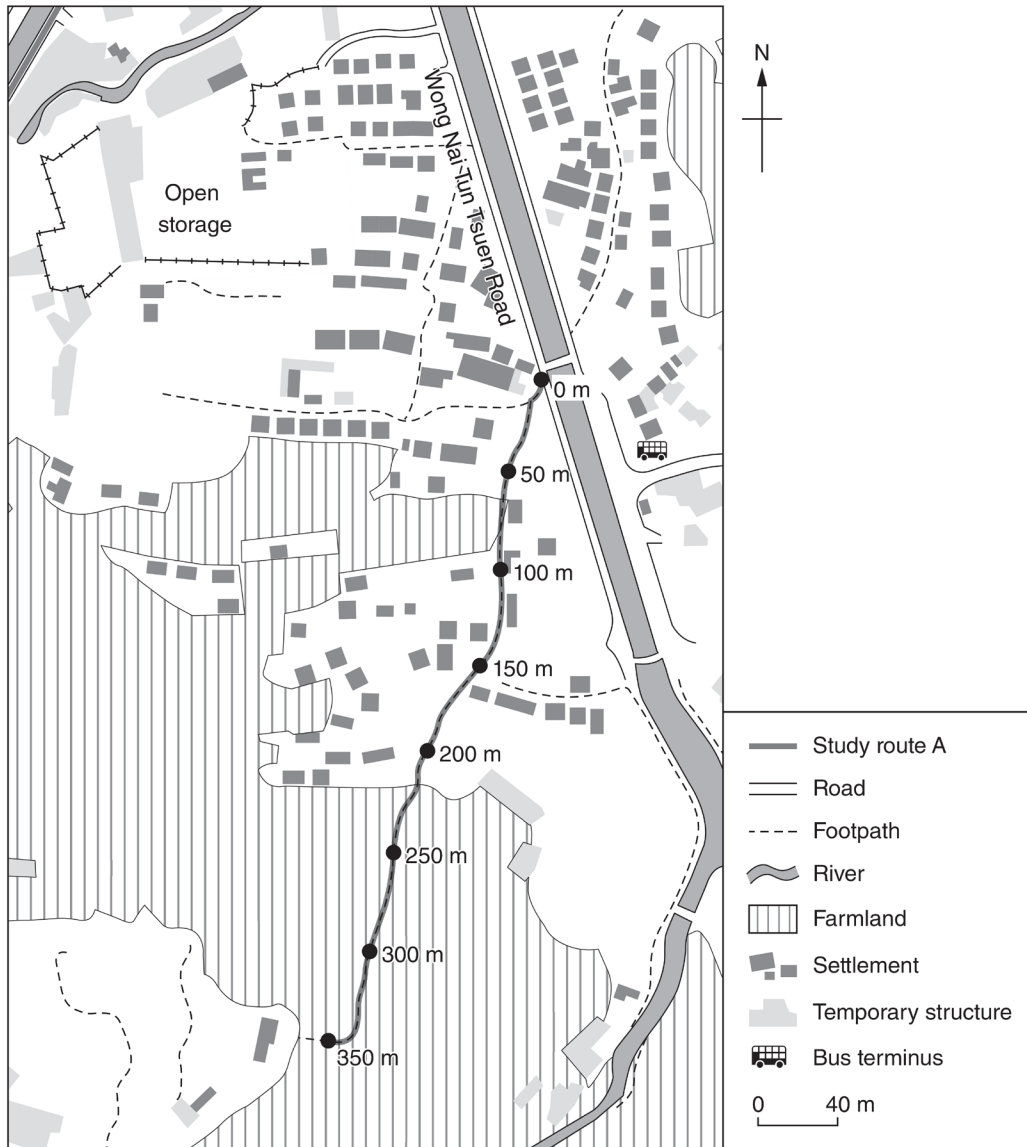 N
Wong Nai Tun Tsuen Road
Open
storage
0 m
50 m
100 m
150 m
200 m
250 m
300 m
350 m
Study route A
Road
Footpath
River
Farmland
Settlement
Temporary structure
Bus terminus
0 40 m